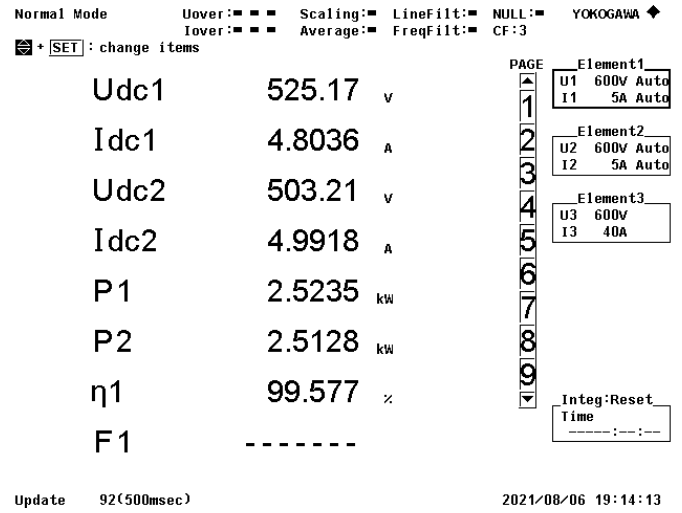 Normal Mode Uover:= = = Scaling:= LineFilt:= NULL:= YOKOGAWA ◆
Iover:= = = Average:= FreqFilt:= CF:3
+ SET : change items
PAGE
Udc1 525.17 V
Idc1 4.8036 A
Udc2 503.21 V
Idc2 4.9918 A
P1 2.5235 kW
P2 2.5128 kW
η1 99.577 %
F1 -------
1
2
3
4
5
6
7
8
9
Element1
U1 600V Auto
I1 5A Auto
Element2
U2 600V Auto
I2 5A Auto
Element3
U3 600V
I3 40A
Integ:Reset
Time
-----:--:--
Update 92(500msec) 2021/08/06 19:14:13